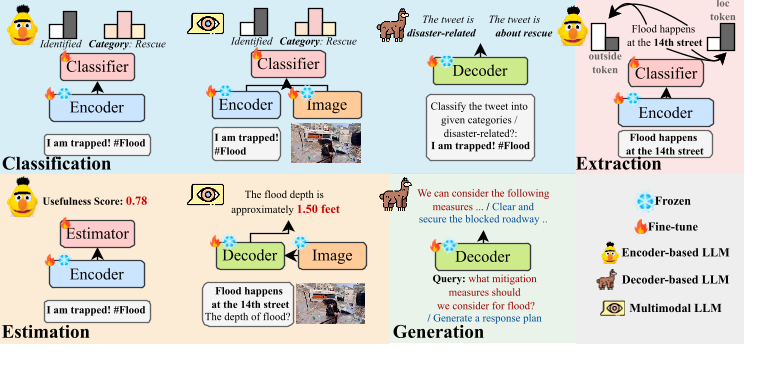 Identified
Category: Rescue
Classifier
Encoder
I am trapped! #Flood
Classification
Identified
Category: Rescue
Classifier
Encoder
Image
I am trapped!
#Flood
The tweet is
disaster-related
The tweet is
about rescue
Decoder
Classify the tweet into
given categories /
disaster-related?:
I am trapped! #Flood
loc
token
Flood happens
at the 14th street
outside
token
Classifier
Encoder
Flood happens
at the 14th street
Extraction
Usefulness Score: 0.78
Estimator
Encoder
I am trapped! #Flood
Estimation
The flood depth is
approximately 1.50 feet
Decoder
Image
Flood happens
at the 14th street
The depth of flood?
We can consider the following
measures ... / Clear and
secure the blocked roadway ..
Decoder
Query: what mitigation
measures should
we consider for flood?
/ Generate a response plan
Generation
Frozen
Fine-tune
Encoder-based LLM
Decoder-based LLM
Multimodal LLM